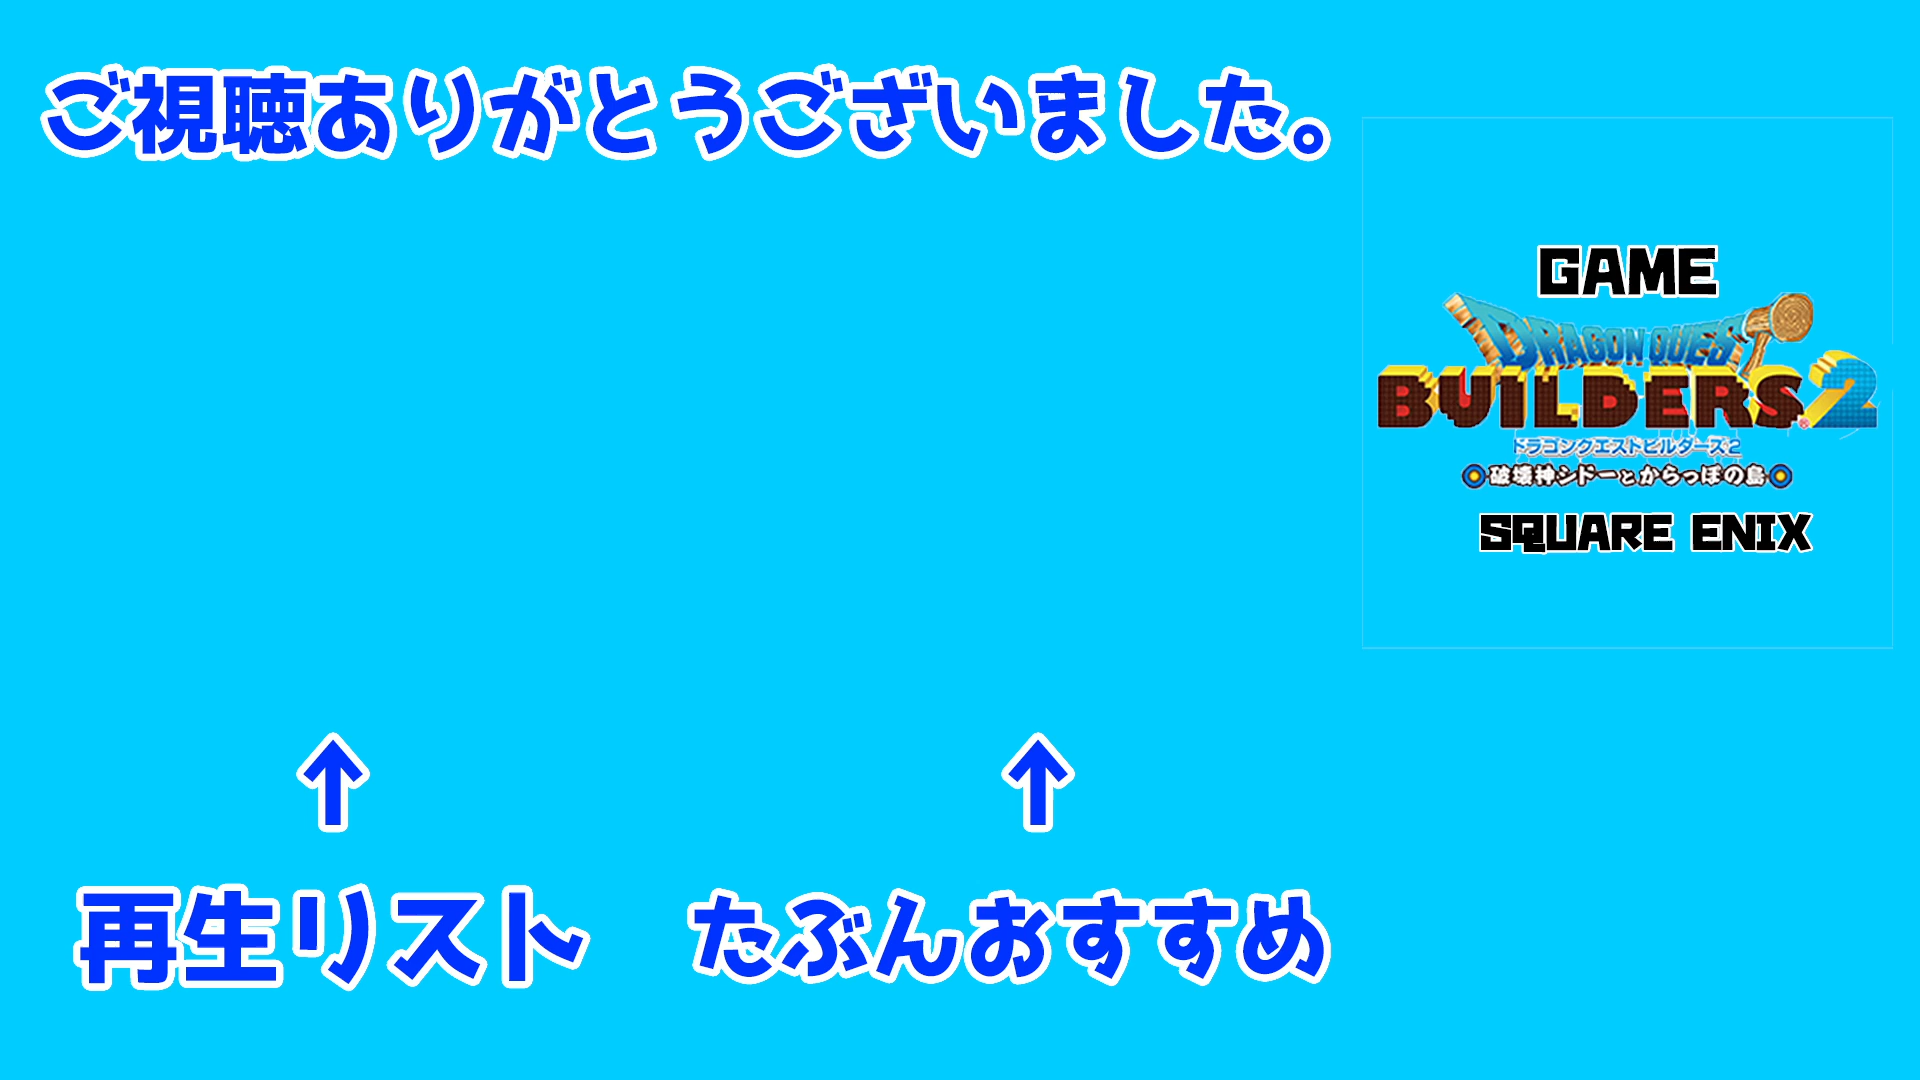 ご視聴ありがとうございました。
GAME
DRAGON QUEST
BUILDERS 2
ドラゴンクエストビルダーズ2
破壊神シドーとからっぽの島
SQUARE ENIX
↑ ↑
再生リスト たぶんおすすめ